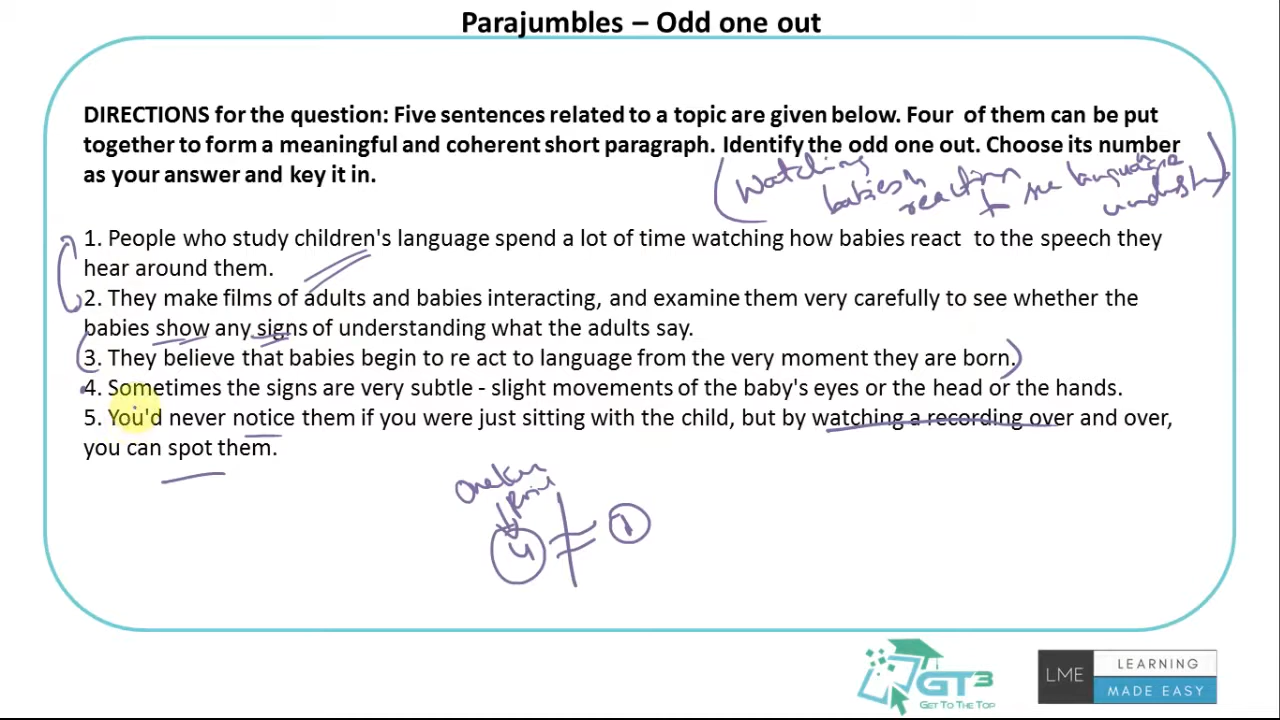 Parajumbles – Odd one out
DIRECTIONS for the question: Five sentences related to a topic are given below. Four of them can be put
together to form a meaningful and coherent short paragraph. Identify the odd one out. Choose its number
as your answer and key it in.
Watching
babies reaction
language
1. People who study children's language spend a lot of time watching how babies react to the speech they
hear around them.
2. They make films of adults and babies interacting, and examine them very carefully to see whether the
babies show any signs of understanding what the adults say.
3. They believe that babies begin to re act to language from the very moment they are born.
4. Sometimes the signs are very subtle - slight movements of the baby's eyes or the head or the hands.
5. You'd never notice them if you were just sitting with the child, but by watching a recording over and over,
you can spot them.
4 1
GT3
GET TO THE TOP
LME LEARNING
MADE EASY